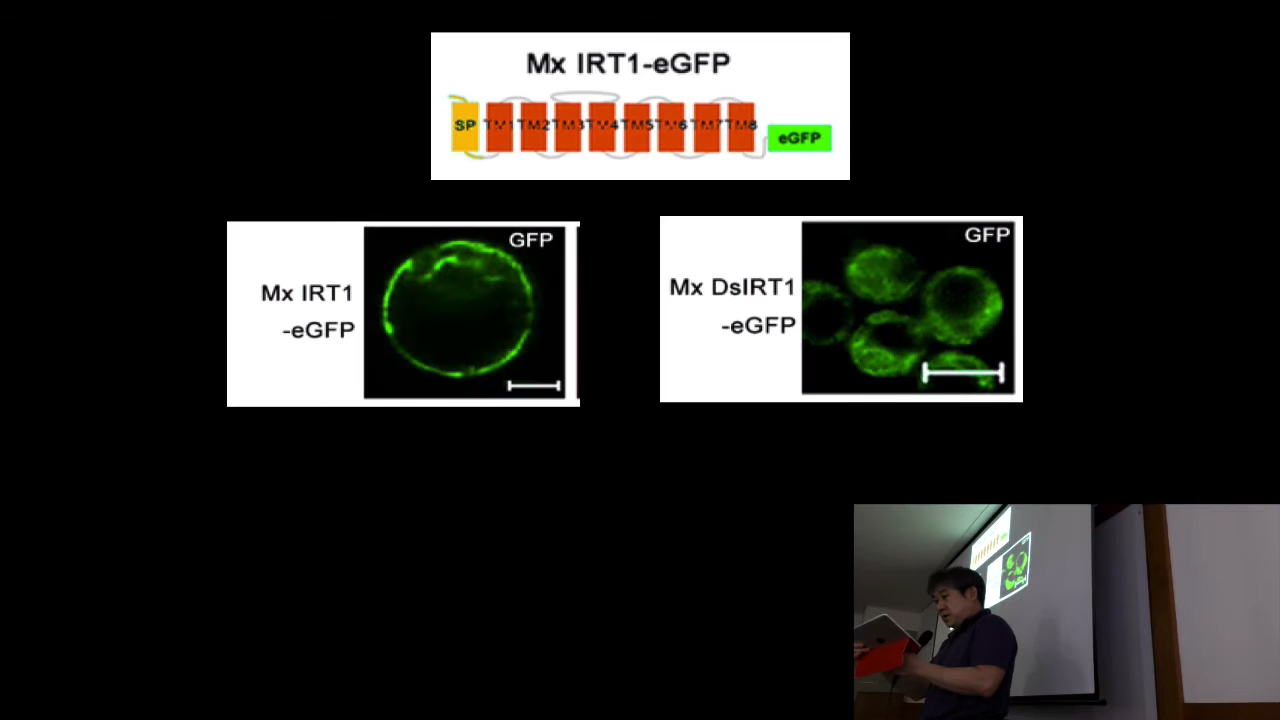 Mx IRT1-eGFP
SP TM1 TM2 TM3 TM4 TM5 TM6 TM7 TM8
eGFP
GFP
Mx IRT1
-eGFP
GFP
Mx DsIRT1
-eGFP